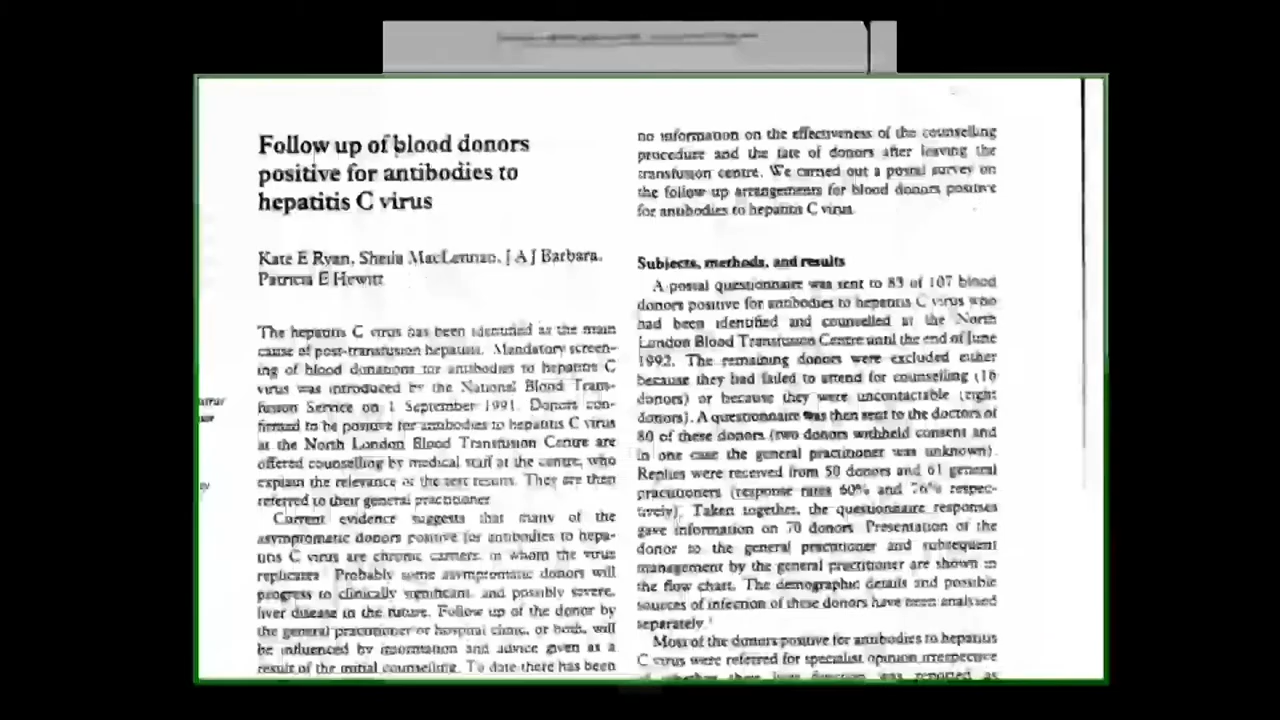 Follow up of blood donors
positive for antibodies to
hepatitis C virus
Kate E Ryan, Sheila MacLennan, J A J Barbara,
Patricia E Hewitt
The hepatitis C virus has been identified as the main
cause of post-transfusion hepatitis. Mandatory screen-
ing of blood donations for antibodies to hepatitis C
virus was introduced by the National Blood Trans-
fusion Service on 1 September 1991. Donors con-
firmed to be positive for antibodies to hepatitis C virus
at the North London Blood Transfusion Centre are
offered counselling by medical staff at the centre, who
explain the relevance of the test results. They are then
referred to their general practitioner.
Current evidence suggests that many of the
asymptomatic donors positive for antibodies to hepa-
titis C virus are chronic carriers, in whom the virus
replicates. Probably some asymptomatic donors will
progress to clinically significant, and possibly severe,
liver disease in the future. Follow up of the donor by
the general practitioner or hospital clinic, or both, will
be influenced by information and advice given as a
result of the initial counselling. To date there has been
no information on the effectiveness of the counselling
procedure and the fate of donors after leaving the
transfusion centre. We carried out a postal survey on
the follow up arrangements for blood donors positive
for antibodies to hepatitis C virus.
Subjects, methods, and results
A postal questionnaire was sent to 83 of 107 blood
donors positive for antibodies to hepatitis C virus who
had been identified and counselled at the North
London Blood Transfusion Centre until the end of June
1992. The remaining donors were excluded either
because they had failed to attend for counselling (16
donors) or because they were uncontactable (eight
donors). A questionnaire was then sent to the doctors of
80 of these donors (two donors withheld consent and
in one case the general practitioner was unknown).
Replies were received from 50 donors and 61 general
practitioners (response rates 60% and 76% respec-
tively). Taken together, the questionnaire responses
gave information on 70 donors. Presentation of the
donor to the general practitioner and subsequent
management by the general practitioner are shown in
the flow chart. The demographic details and possible
sources of infection of these donors have been analysed
separately.
Most of the donors positive for antibodies to hepatitis
C virus were referred for specialist opinion irrespective
of whether their liver function was reported as